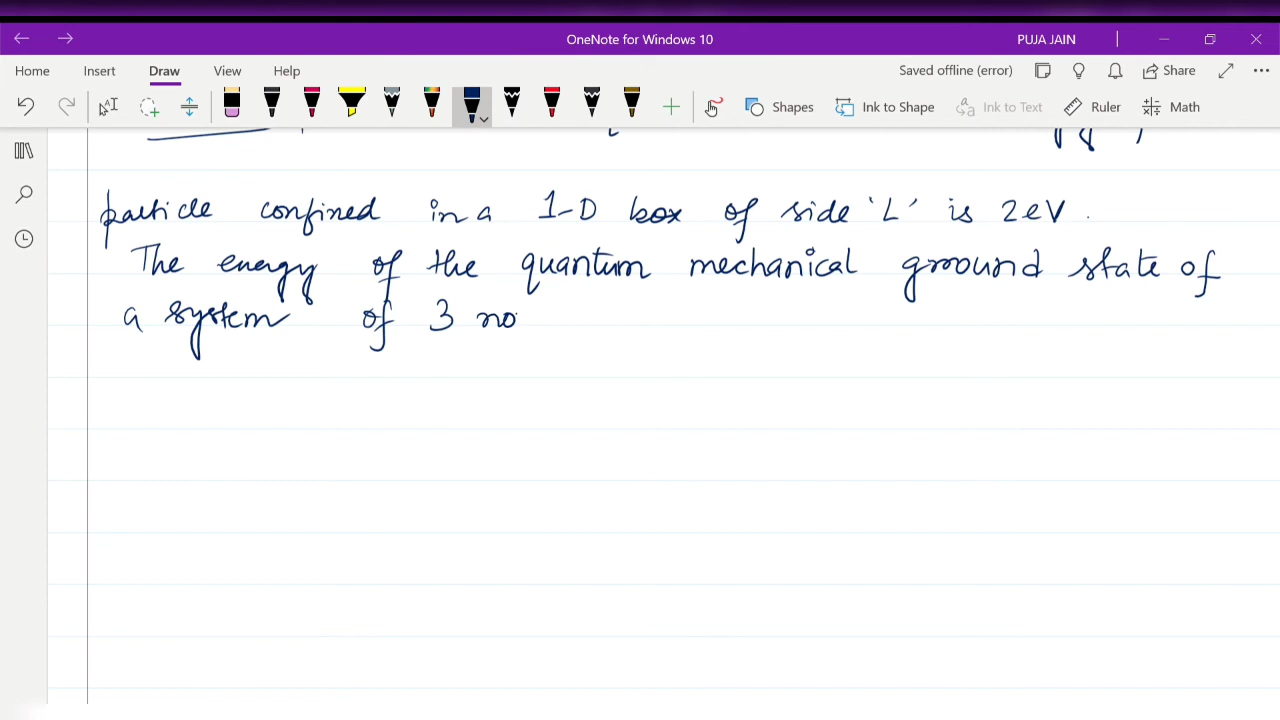 OneNote for Windows 10
PUJA JAIN
Home Insert Draw View Help
Saved offline (error)
Share
Shapes
Ink to Shape
Ink to Text
Ruler
Math
particle confined in a 1-D box of side 'L' is 2eV.
The energy of the quantum mechanical ground state of
a system of 3 no